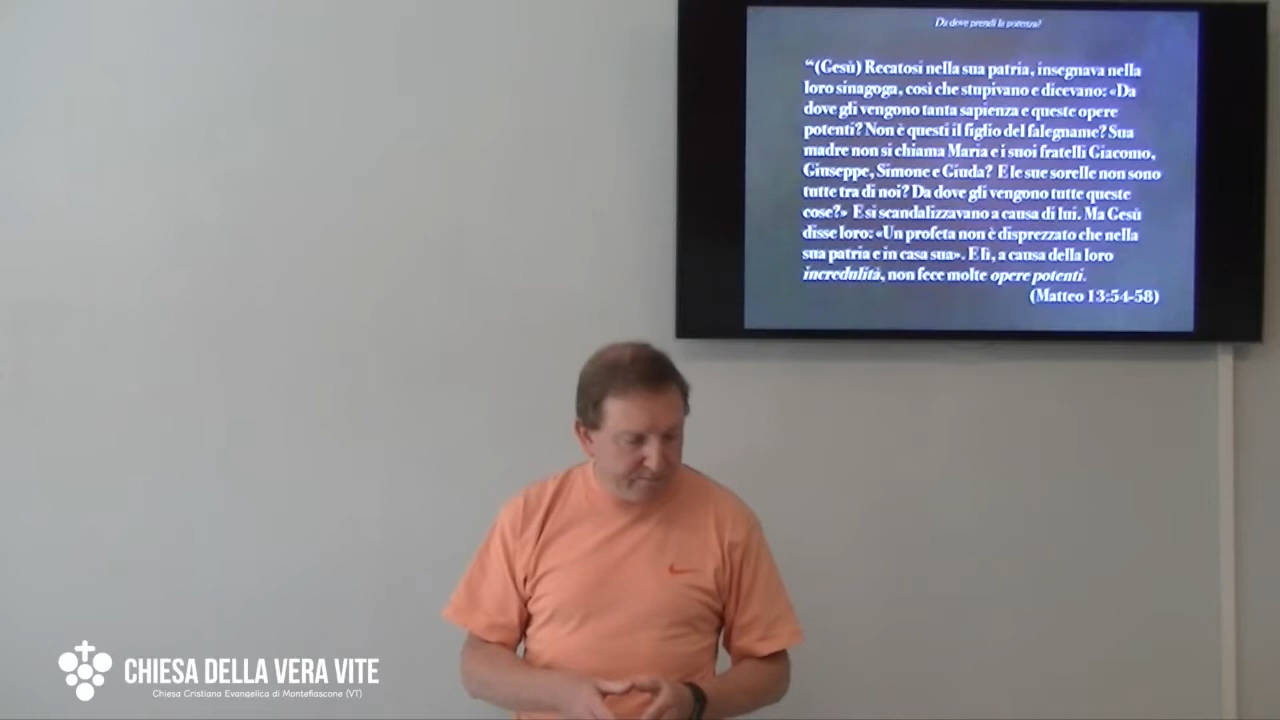 Da dove prendi la potenza?
“(Gesù) Recatosi nella sua patria, insegnava nella
loro sinagoga, così che stupivano e dicevano: «Da
dove gli vengono tanta sapienza e queste opere
potenti? Non è questi il figlio del falegname? Sua
madre non si chiama Maria e i suoi fratelli Giacomo,
Giuseppe, Simone e Giuda? E le sue sorelle non sono
tutte tra di noi? Da dove gli vengono tutte queste
cose?» E si scandalizzavano a causa di lui. Ma Gesù
disse loro: «Un profeta non è disprezzato che nella
sua patria e in casa sua». E lì, a causa della loro
incredulità, non fece molte opere potenti.
(Matteo 13:54-58)
CHIESA DELLA VERA VITE
Chiesa Cristiana Evangelica di Montefiascone (VT)